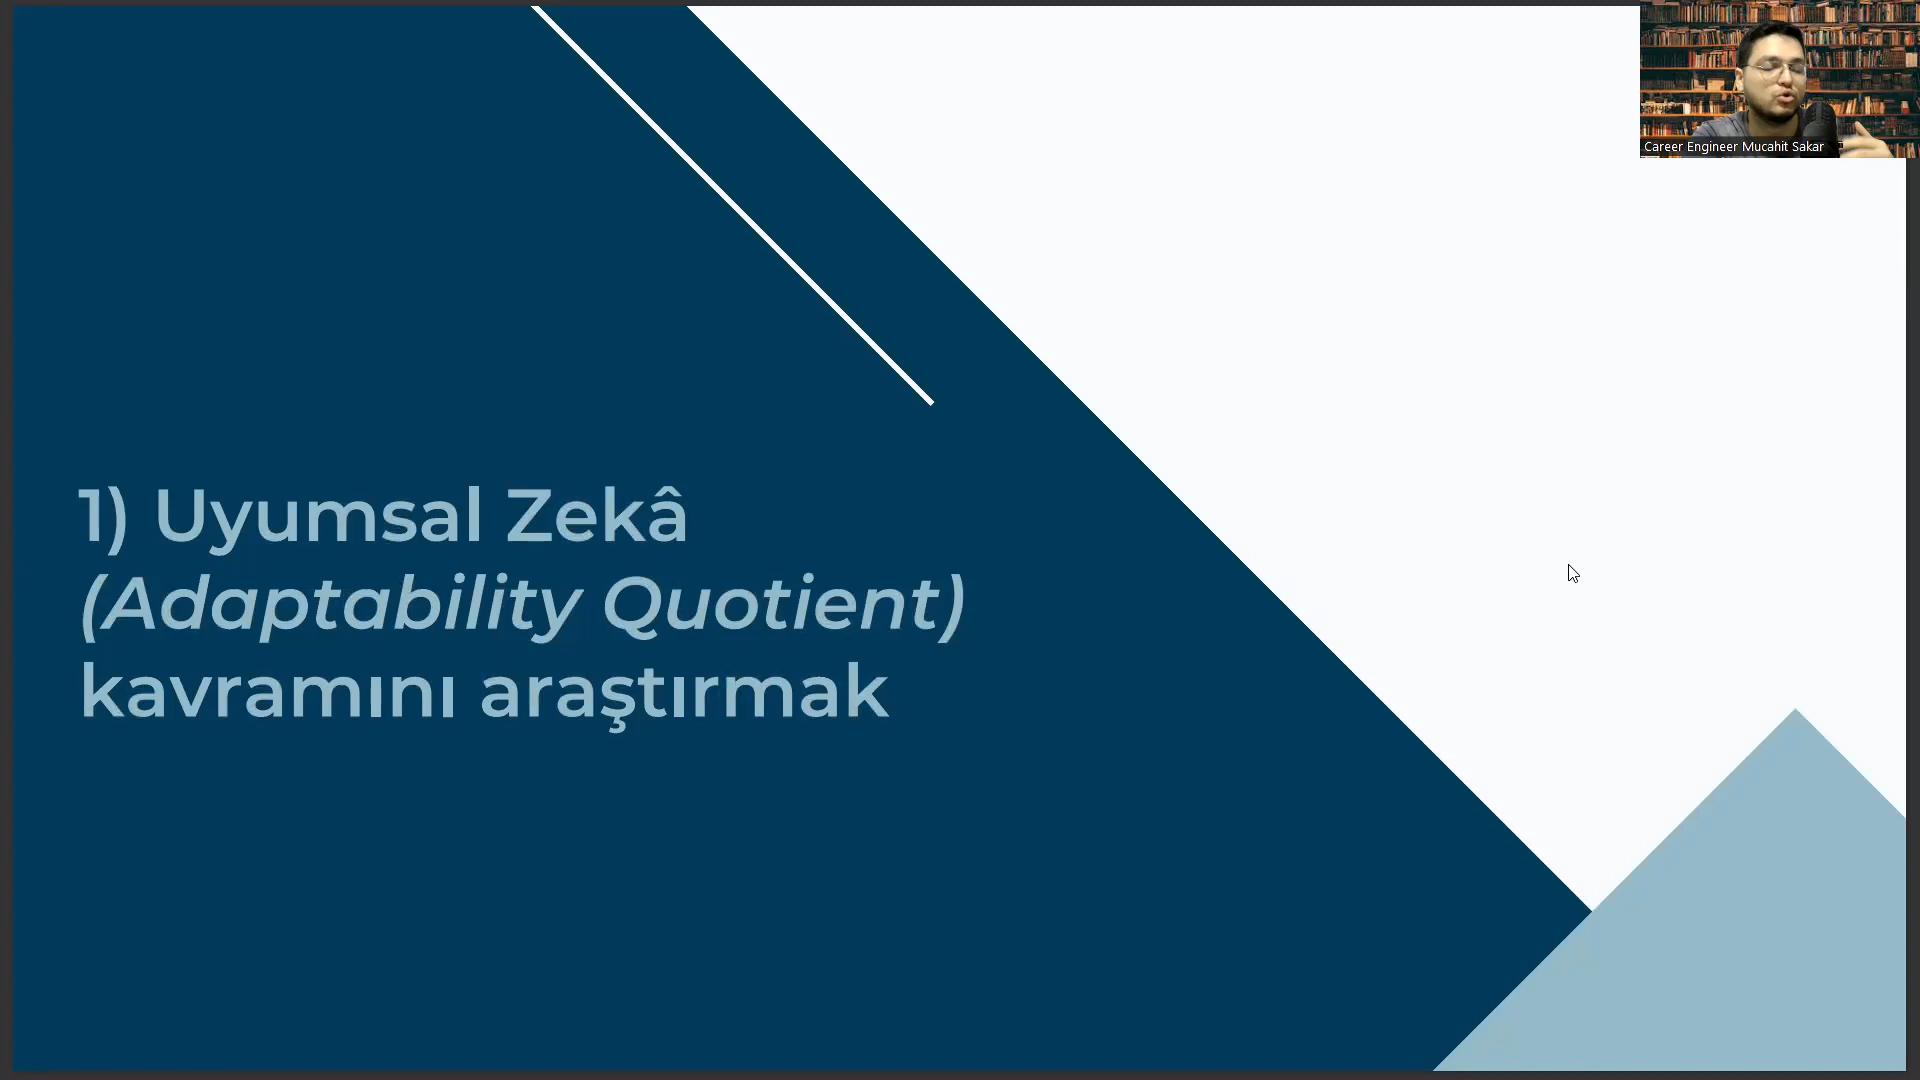 Career Engineer Mucahit Sakar
1) Uyumsal Zekâ
(Adaptability Quotient)
kavramını araştırmak